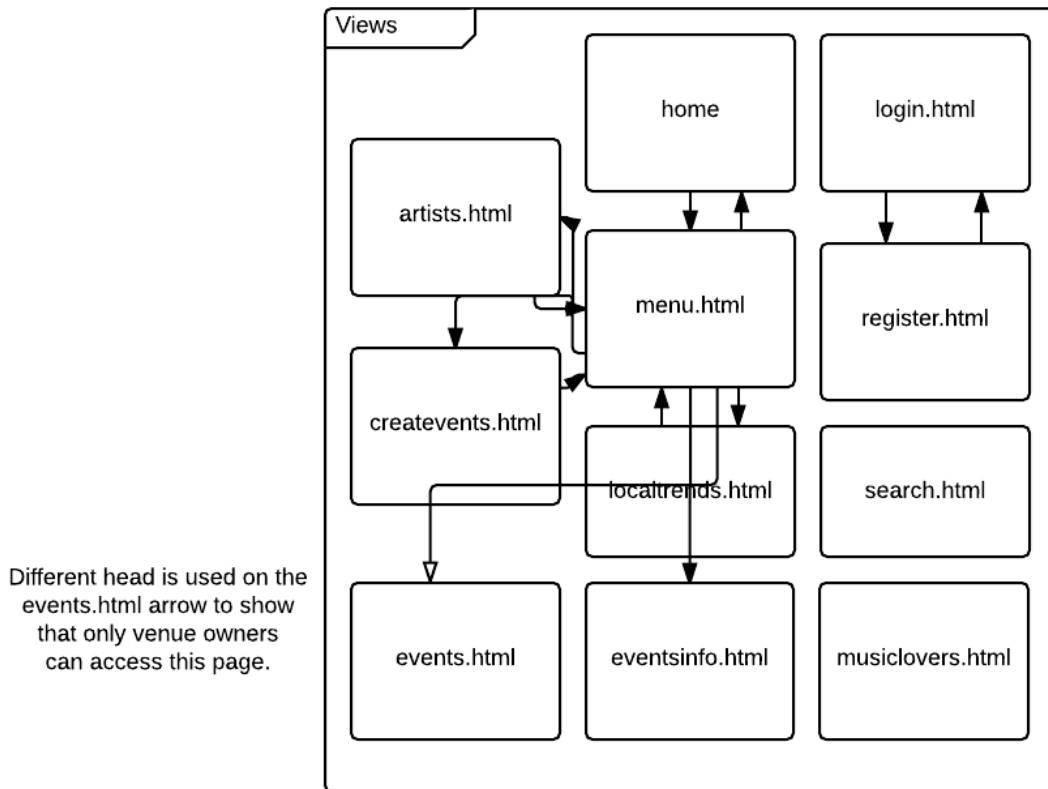 Views
home
login.html
artists.html
menu.html
register.html
createvents.html
localtrends.html
search.html
Different head is used on the
events.html arrow to show
that only venue owners
can access this page.
events.html
eventsinfo.html
musiclovers.html